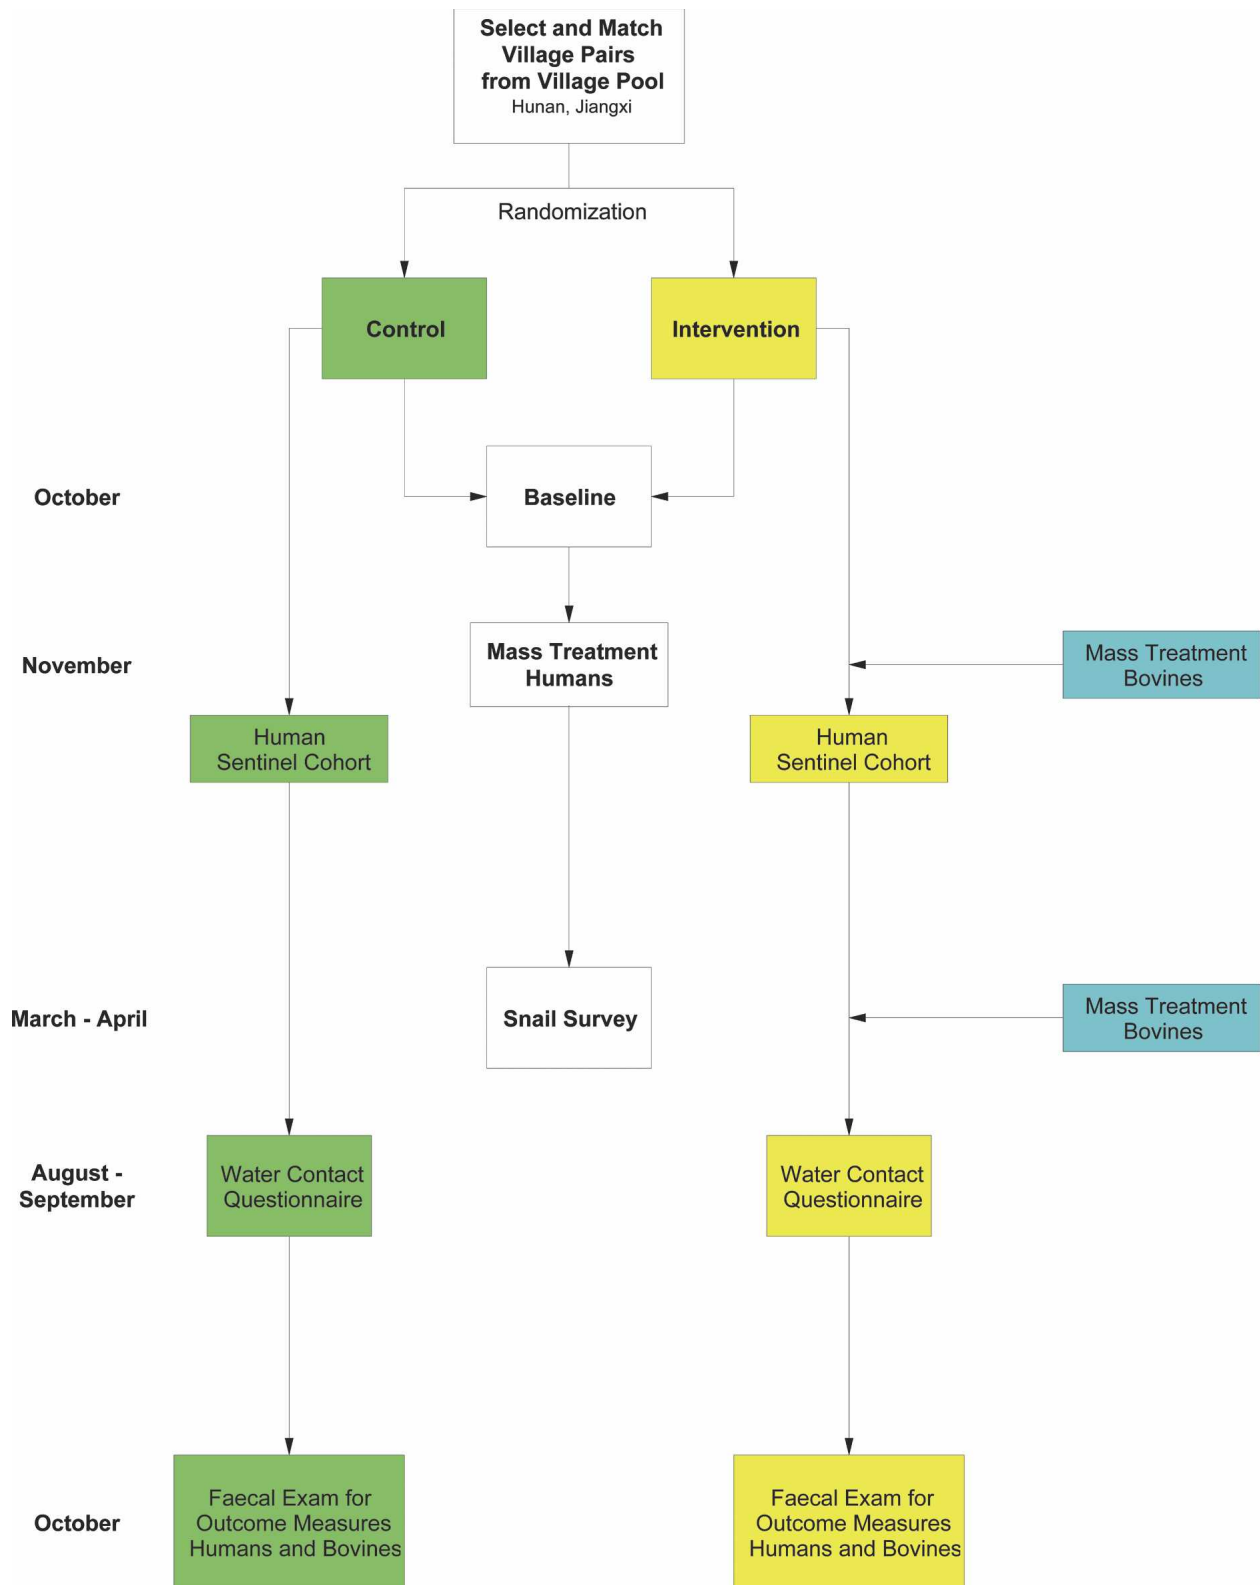 Select and Match
Village Pairs
from Village Pool
Hunan, Jiangxi
Randomization
Control
Intervention
October
Baseline
November
Mass Treatment
Humans
Mass Treatment
Bovines
Human
Sentinel Cohort
Human
Sentinel Cohort
March - April
Snail Survey
Mass Treatment
Bovines
August -
September
Water Contact
Questionnaire
Water Contact
Questionnaire
October
Faecal Exam for
Outcome Measures
Humans and Bovines
Faecal Exam for
Outcome Measures
Humans and Bovines